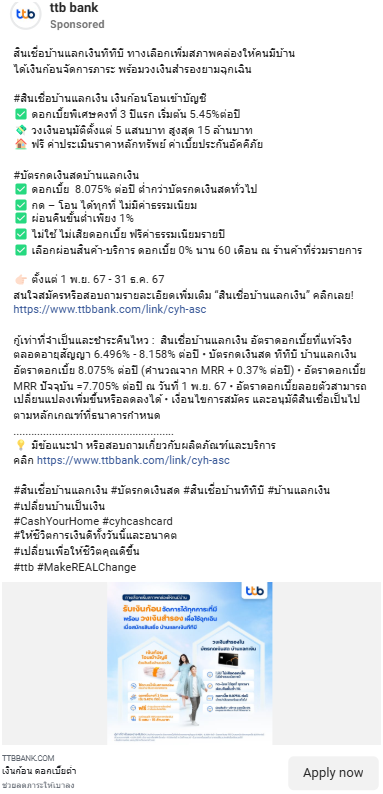 ttb
ttb bank
Sponsored
สินเชื่อบ้านแลกเงินทีทีบี ทางเลือกเพิ่มสภาพคล่องให้คนมีบ้าน
ได้เงินก้อนจัดการภาระ พร้อมวงเงินสำรองยามฉุกเฉิน
#สินเชื่อบ้านแลกเงิน เงินก้อนโอนเข้าบัญชี
✅ ดอกเบี้ยพิเศษคงที่ 3 ปีแรก เริ่มต้น 5.45%ต่อปี
💸 วงเงินอนุมัติตั้งแต่ 5 แสนบาท สูงสุด 15 ล้านบาท
🏠 ฟรี ค่าประเมินราคาหลักทรัพย์ ค่าเบี้ยประกันอัคคีภัย
#บัตรกดเงินสดบ้านแลกเงิน
✅ ดอกเบี้ย 8.075% ต่อปี ต่ำกว่าบัตรกดเงินสดทั่วไป
✅ กด – โอน ได้ทุกที่ ไม่มีค่าธรรมเนียม
✅ ผ่อนคืนขั้นต่ำเพียง 1%
✅ ไม่ใช้ ไม่เสียดอกเบี้ย ฟรีค่าธรรมเนียมรายปี
✅ เลือกผ่อนสินค้า-บริการ ดอกเบี้ย 0% นาน 60 เดือน ณ ร้านค้าที่ร่วมรายการ
👉🏻 ตั้งแต่ 1 พ.ย. 67 - 31 ธ.ค. 67
สนใจสมัครหรือสอบถามรายละเอียดเพิ่มเติม “สินเชื่อบ้านแลกเงิน” คลิกเลย!
https://www.ttbbank.com/link/cyh-asc
กู้เท่าที่จำเป็นและชำระคืนไหว : สินเชื่อบ้านแลกเงิน อัตราดอกเบี้ยที่แท้จริง
ตลอดอายุสัญญา 6.496% - 8.158% ต่อปี • บัตรกดเงินสด ทีทีบี บ้านแลกเงิน
อัตราดอกเบี้ย 8.075% ต่อปี (คำนวณจาก MRR + 0.37% ต่อปี) • อัตราดอกเบี้ย
MRR ปัจจุบัน =7.705% ต่อปี ณ วันที่ 1 พ.ย. 67 • อัตราดอกเบี้ยลอยตัวสามารถ
เปลี่ยนแปลงเพิ่มขึ้นหรือลดลงได้ • เงื่อนไขการสมัคร และอนุมัติสินเชื่อเป็นไป
ตามหลักเกณฑ์ที่ธนาคารกำหนด
......................................................
💡 มีข้อแนะนำ หรือสอบถามเกี่ยวกับผลิตภัณฑ์และบริการ
คลิก https://www.ttbbank.com/link/cyh-asc
#สินเชื่อบ้านแลกเงิน #บัตรกดเงินสด #สินเชื่อบ้านทีทีบี #บ้านแลกเงิน
#เปลี่ยนบ้านเป็นเงิน
#CashYourHome #cyhcashcard
#ให้ชีวิตการเงินดีทั้งวันนี้และอนาคต
#เปลี่ยนเพื่อให้ชีวิตคุณดีขึ้น
#ttb #MakeREALChange
ttb
รับเงินก้อน จัดการได้ทุกภาระที่มี
พร้อม วงเงินสำรอง เพื่อใช้ฉุกเฉิน
TTBBANK.COM
เงินก้อน ดอกเบี้ยต่ำ
ช่วยลดภาระให้เบาลง
Apply now